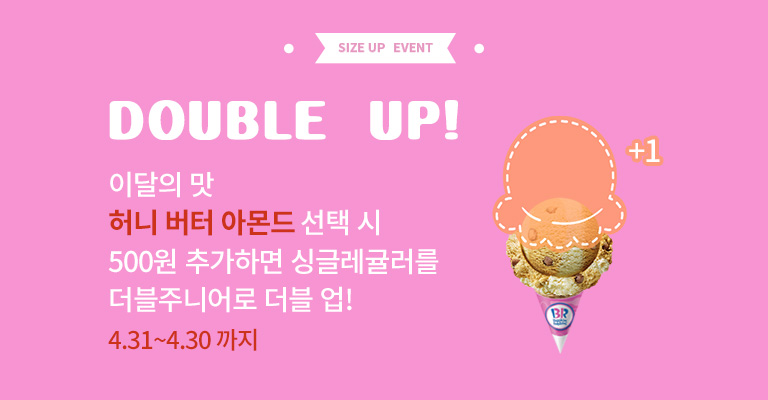 SIZE UP EVENT
DOUBLE UP!
이달의 맛
허니 버터 아몬드 선택 시
500원 추가하면 싱글레귤러를
더블주니어로 더블 업!
4.31~4.30 까지
+1
BR